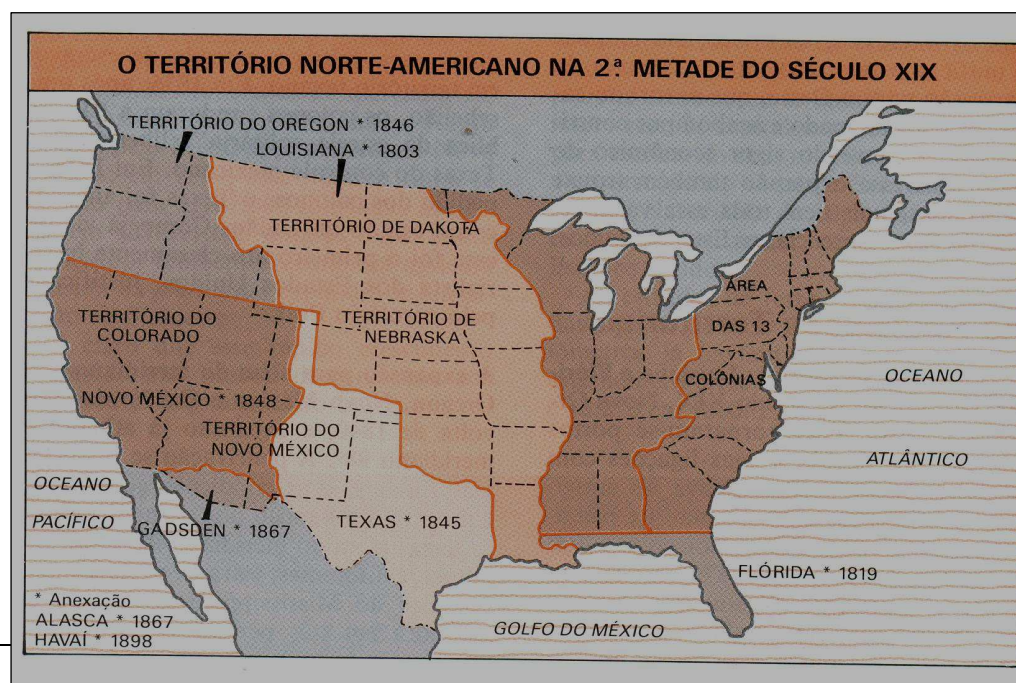 O TERRITÓRIO NORTE-AMERICANO NA 2ª METADE DO SÉCULO XIX
TERRITÓRIO DO OREGON * 1846
LOUISIANA * 1803
TERRITÓRIO DE DAKOTA
ÁREA
DAS 13
COLÔNIAS
TERRITÓRIO DO
COLORADO
TERRITÓRIO DE
NEBRASKA
NOVO MÉXICO * 1848
TERRITÓRIO DO
NOVO MÉXICO
OCEANO
ATLÂNTICO
OCEANO
PACÍFICO
GADSDEN * 1867
TEXAS * 1845
FLÓRIDA * 1819
GOLFO DO MÉXICO
* Anexação
ALASCA * 1867
HAVAÍ * 1898